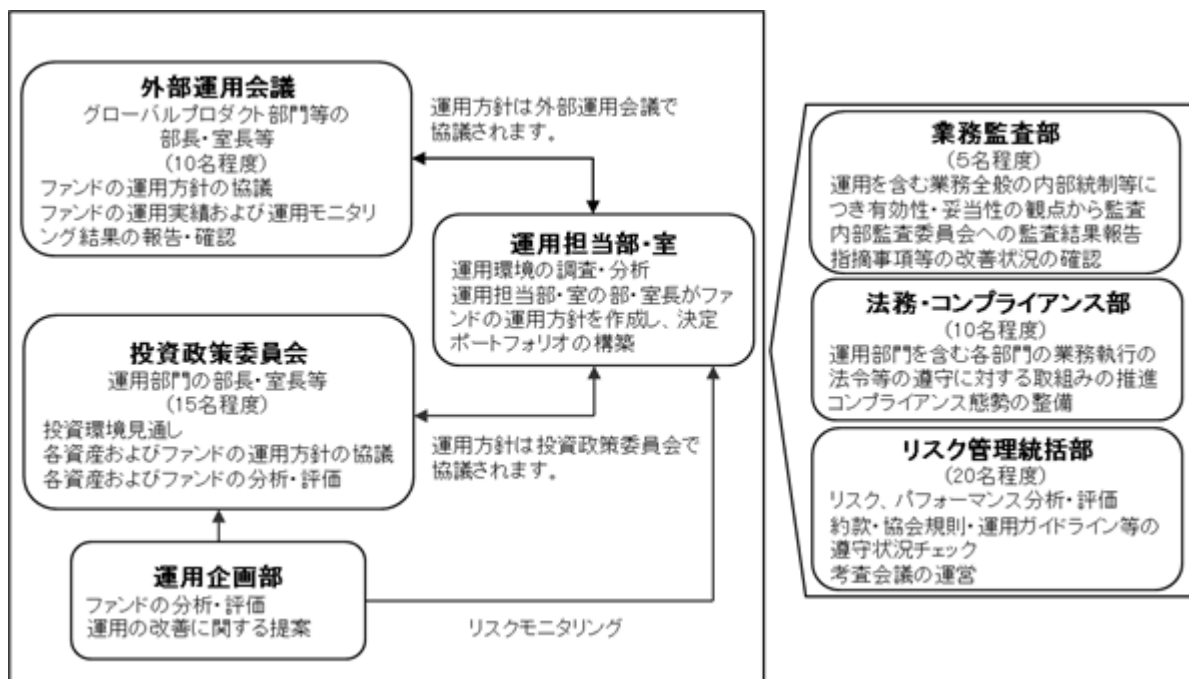 外部運用会議
グローバルプロダクト部門等の
部長・室長等
(10名程度)
ファンドの運用方針の協議
ファンドの運用実績および運用モニタリ
ング結果の報告・確認
運用方針は外部運用会議で
協議されます。
運用担当部・室
運用環境の調査・分析
運用担当部・室の部・室長がファ
ンドの運用方針を作成し、決定
ポートフォリオの構築
投資政策委員会
運用部門の部長・室長等
(15名程度)
投資環境見通し
各資産およびファンドの運用方針の協議
各資産およびファンドの分析・評価
運用方針は投資政策委員会で
協議されます。
運用企画部
ファンドの分析・評価
運用の改善に関する提案
リスクモニタリング
業務監査部
(5名程度)
運用を含む業務全般の内部統制等に
つき有効性・妥当性の観点から監査
内部監査委員会への監査結果報告
指摘事項等の改善状況の確認
法務・コンプライアンス部
(10名程度)
運用部門を含む各部門の業務執行の
法令等の遵守に対する取組みの推進
コンプライアンス態勢の整備
リスク管理統括部
(20名程度)
リスク、パフォーマンス分析・評価
約款・協会規則・運用ガイドライン等の
遵守状況チェック
考査会議の運営